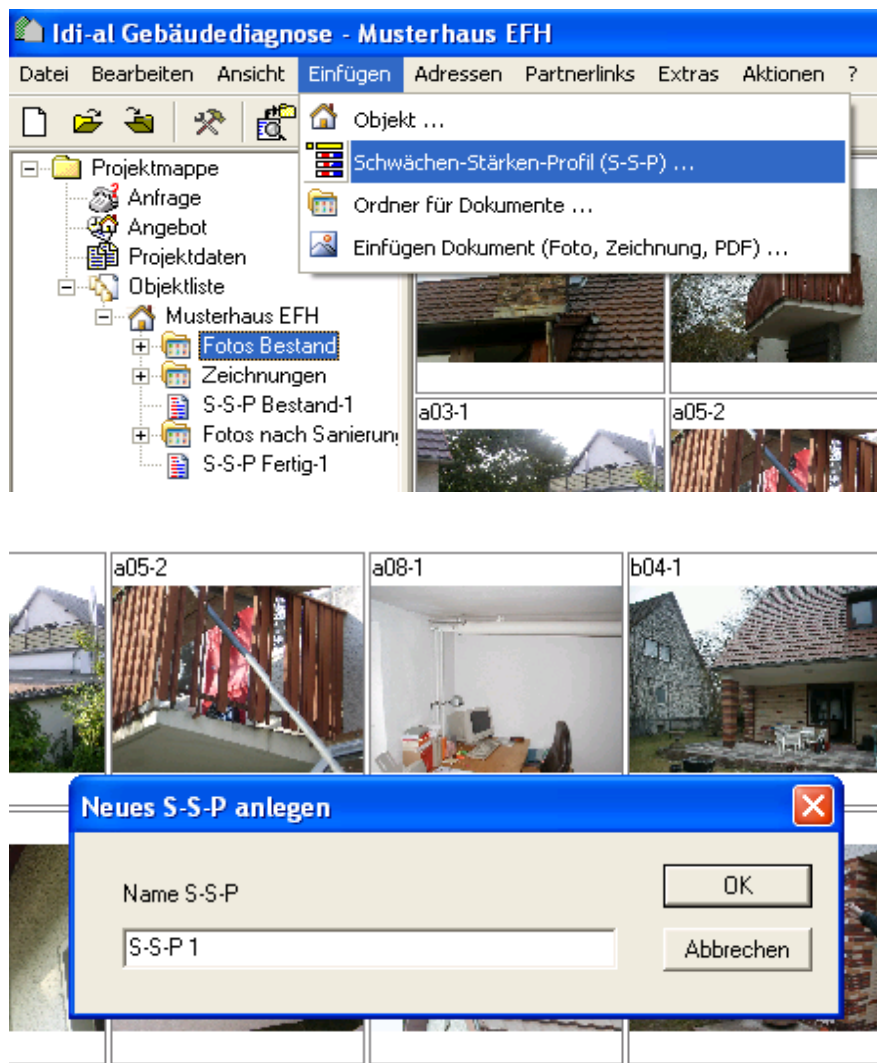 Idi-al Gebäudediagnose - Musterhaus EFH
Datei Bearbeiten Ansicht Einfügen Adressen Partnerlinks Extras Aktionen ?
Objekt ...
Schwächen-Stärken-Profil (S-S-P) ...
Ordner für Dokumente ...
Einfügen Dokument (Foto, Zeichnung, PDF) ...
Projektmappe
Anfrage
Angebot
Projektdaten
Objektliste
Musterhaus EFH
Fotos Bestand
Zeichnungen
S-S-P Bestand-1
Fotos nach Sanierung
S-S-P Fertig-1
a03-1 a05-2
a05-2 a08-1 b04-1
Neues S-S-P anlegen
Name S-S-P
S-S-P 1
OK
Abbrechen